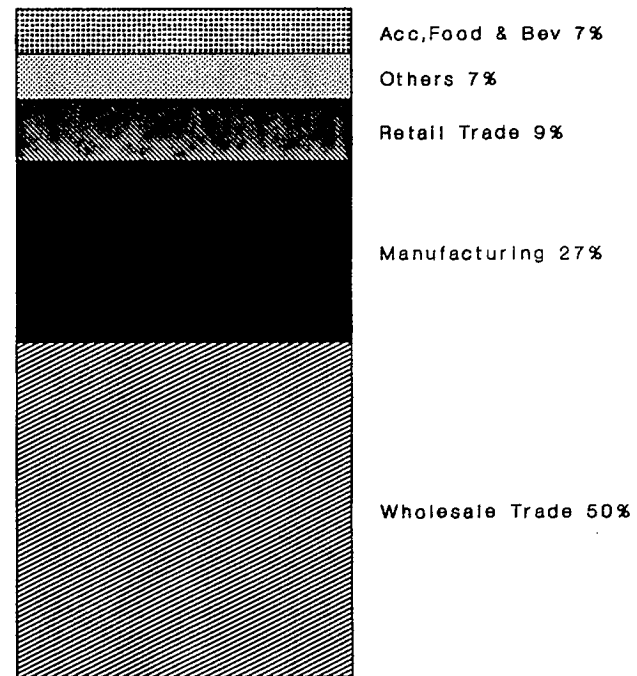 Acc,Food & Bev 7%
Others 7%
Retail Trade 9%
Manufacturing 27%
Wholesale Trade 50%